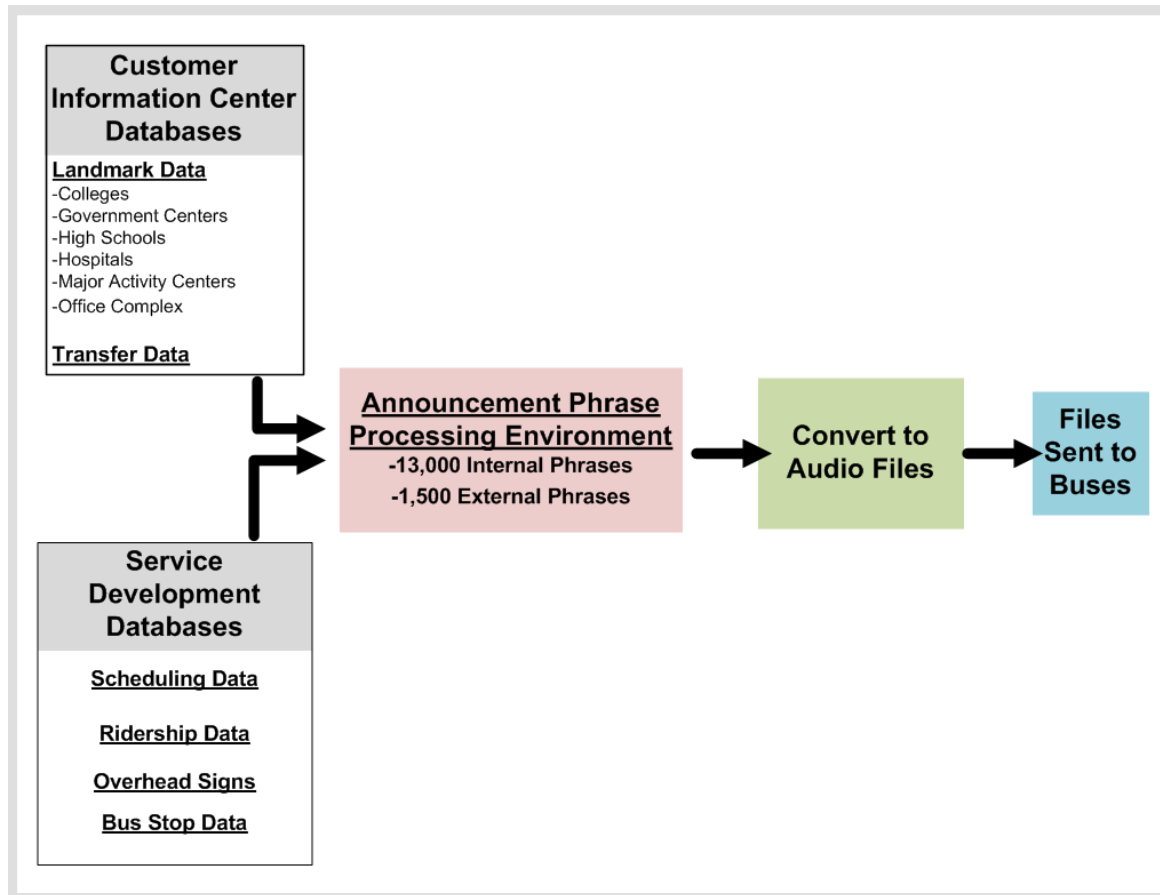 Customer
Information Center
Databases
Landmark Data
-Colleges
-Government Centers
-High Schools
-Hospitals
-Major Activity Centers
-Office Complex
Transfer Data
Announcement Phrase
Processing Environment
-13,000 Internal Phrases
-1,500 External Phrases
Convert to
Audio Files
Files
Sent to
Buses
Service
Development
Databases
Scheduling Data
Ridership Data
Overhead Signs
Bus Stop Data